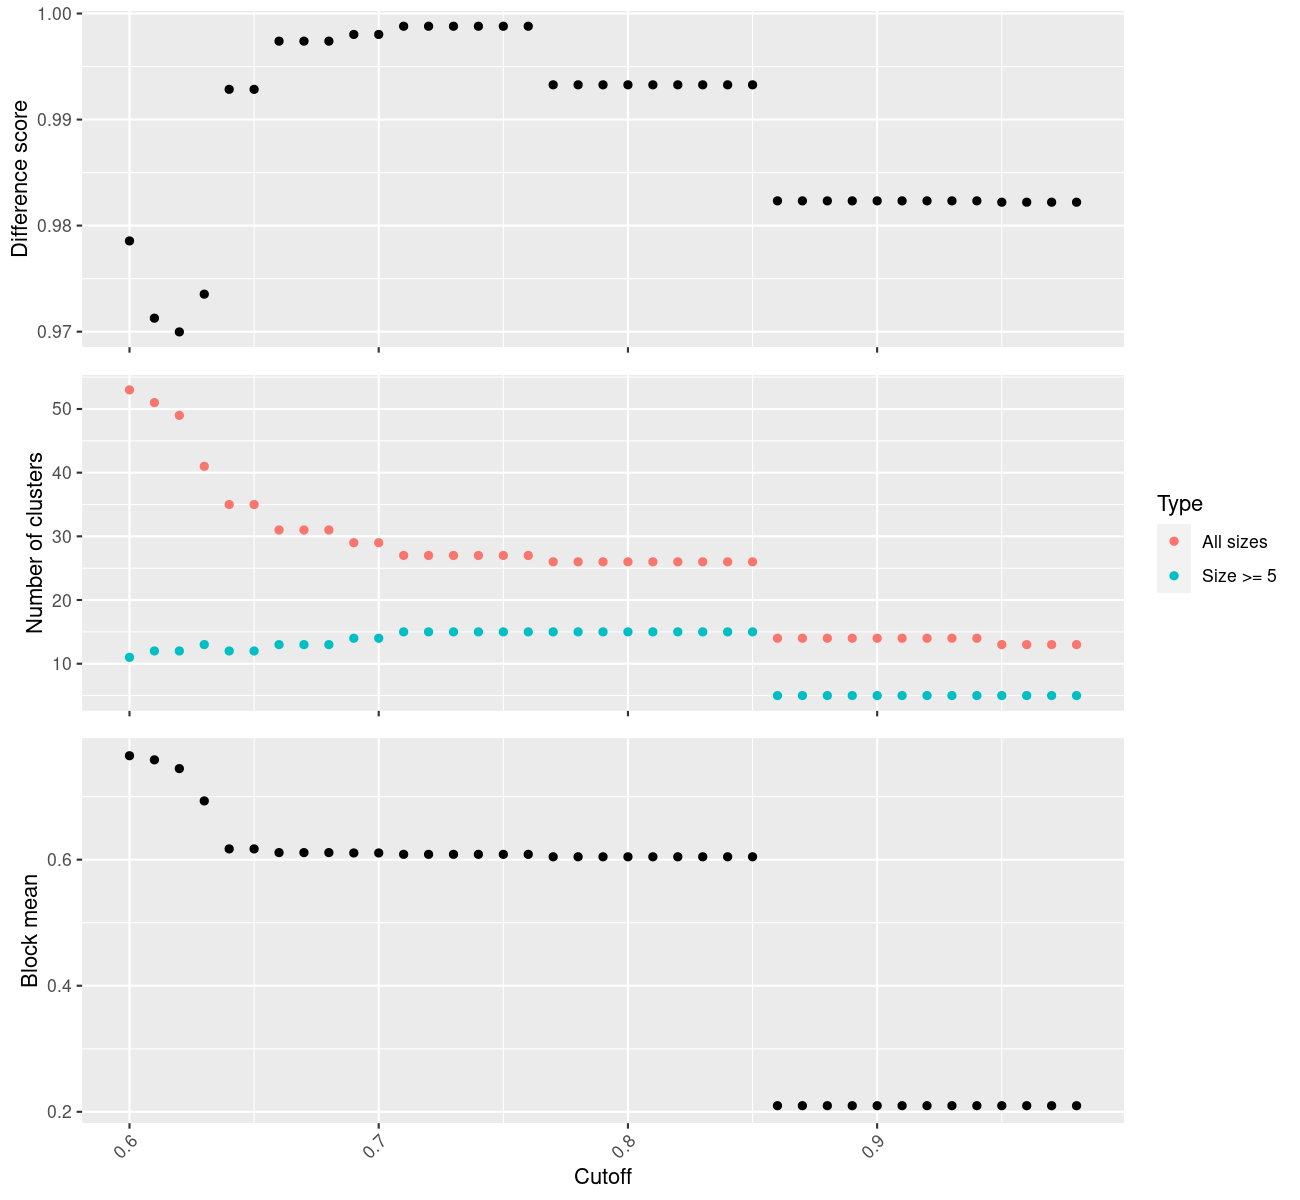 Difference score
1.00
0.99
0.98
0.97
Number of clusters
50
40
30
20
10
Type
All sizes
Size >= 5
Block mean
0.6
0.4
0.2
0.6 0.7 0.8 0.9
Cutoff